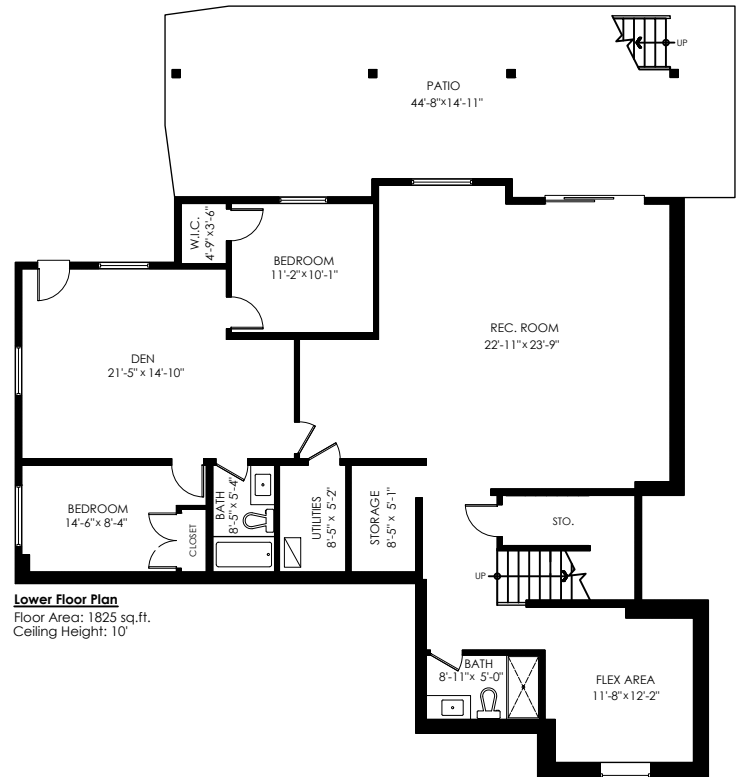 UP
PATIO
44'-8"x14'-11"
W.I.C.
4'-9"x3'-6"
BEDROOM
11'-2"x10'-1"
REC. ROOM
22'-11"x 23'-9"
DEN
21'-5" x 14'-10"
BEDROOM
14'-6"x 8'-4"
CLOSET
BATH
8'-5"x 5'-4"
UTILITIES
8'-5" x 5'-2"
STORAGE
8'-5" x 5'-1"
STO.
UP
Lower Floor Plan
Floor Area: 1825 sq.ft.
Ceiling Height: 10'
BATH
8'-11"x 5'-0"
FLEX AREA
11'-8"x12'-2"